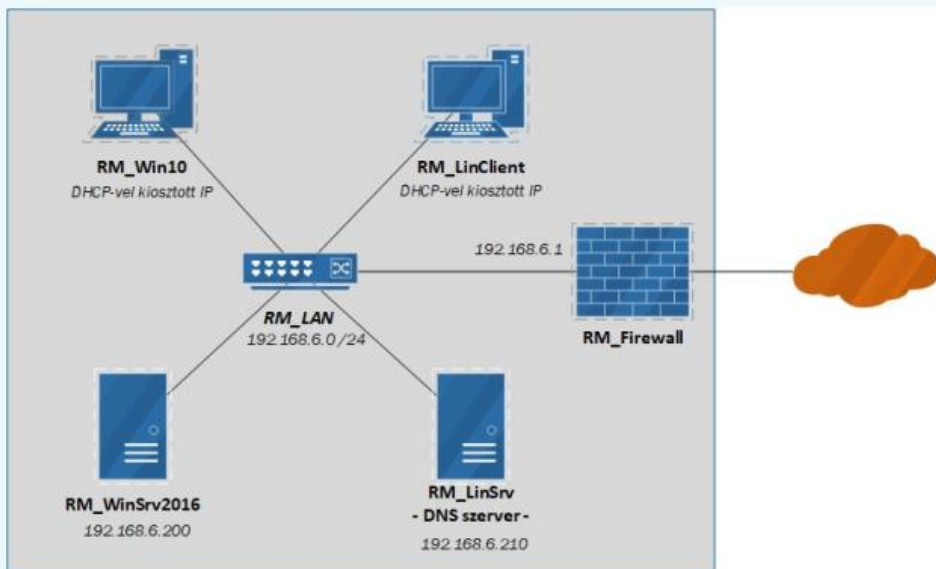 RM_Win10
DHCP-vel kiosztott IP
RM_LinClient
DHCP-vel kiosztott IP
192.168.6.1
RM_LAN
192.168.6.0/24
RM_Firewall
RM_WinSrv2016
192.168.6.200
RM_LinSrv
- DNS szerver-
192.168.6.210